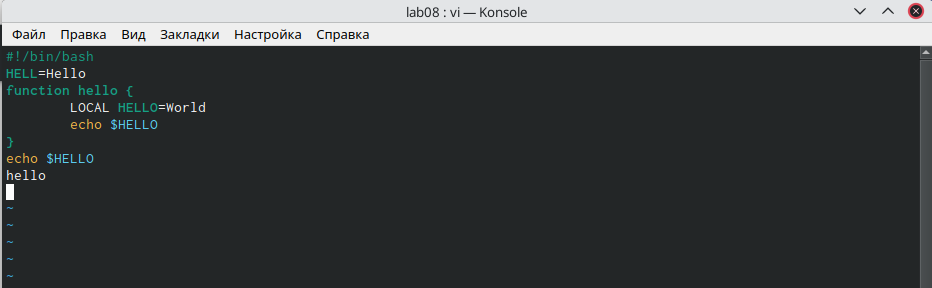 lab08 : vi — Konsole
Файл Правка Вид Закладки Настройка Справка
#!/bin/bash
HELL=Hello
function hello {
        LOCAL HELLO=World
        echo $HELLO
}
echo $HELLO
hello
~
~
~
~
~